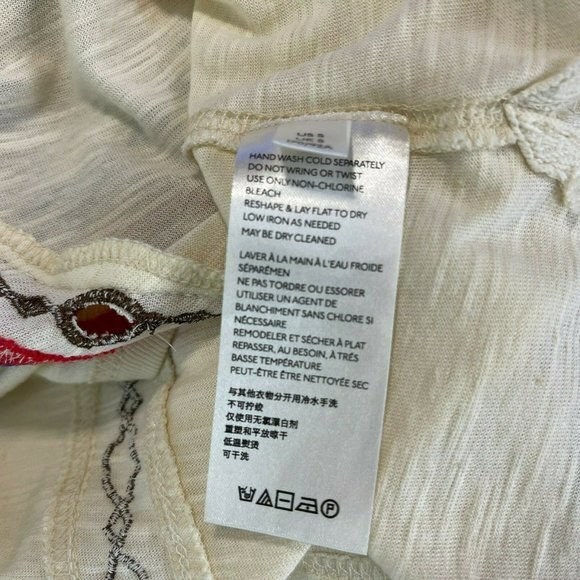 US S
UK S
HAND WASH COLD SEPARATELY
DO NOT WRING OR TWIST
USE ONLY NON-CHLORINE
BLEACH
RESHAPE & LAY FLAT TO DRY
LOW IRON AS NEEDED
MAY BE DRY CLEANED
LAVER À LA MAIN À L'EAU FROIDE
SÉPARÉMEN
NE PAS TORDRE OU ESSORER
UTILISER UN AGENT DE
BLANCHIMENT SANS CHLORE SI
NÉCESSAIRE
REMODELER ET SÉCHER À PLAT
REPASSER, AU BESOIN, À TRÉS
BASSE TEMPÉRATURE
PEUT-ÊTRE ÊTRE NETTOYÉE SEC
与其他衣物分开用冷水手洗
不可拧绞
仅使用无氯漂白剂
重塑和平放晾干
低温熨烫
可干洗
P